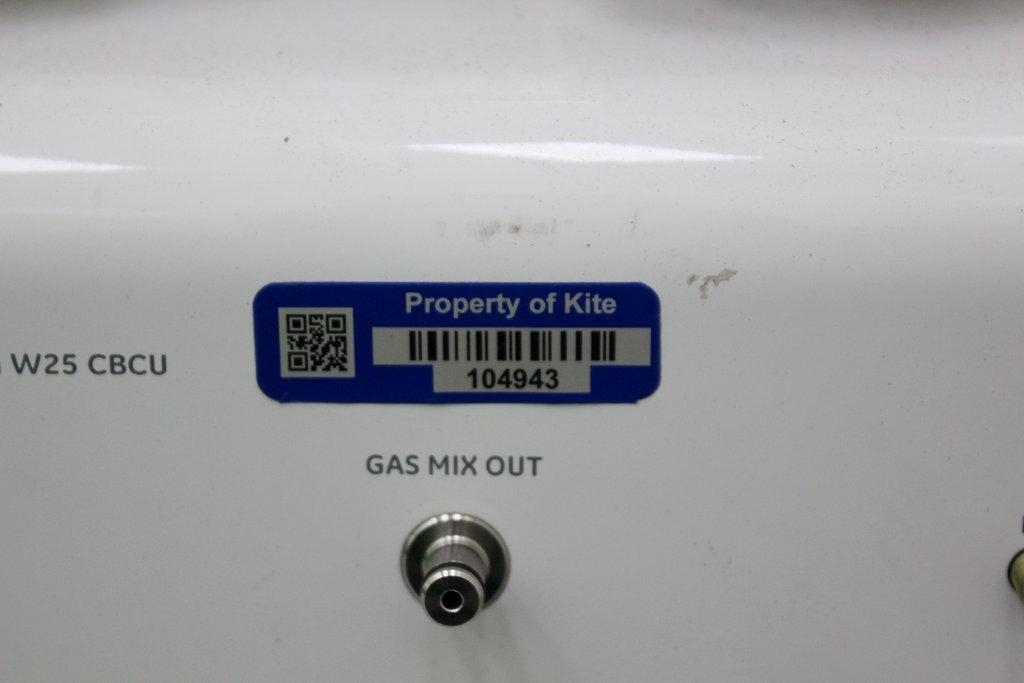 Property of Kite
104943
W25 CBCU
GAS MIX OUT